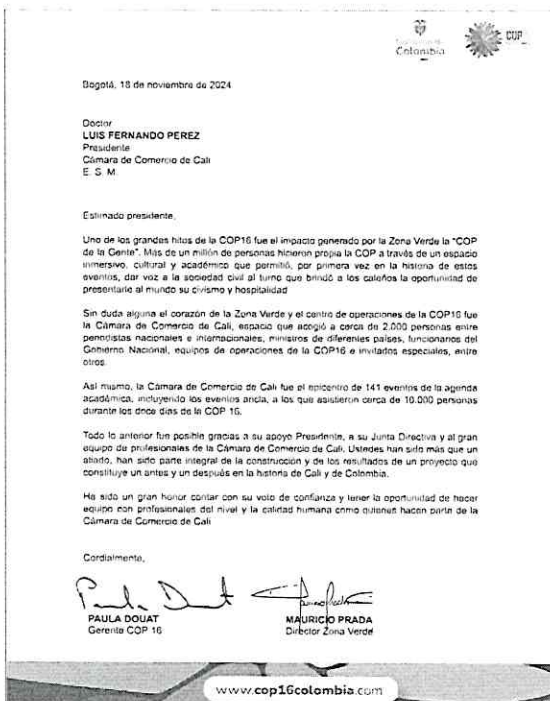 Colombia
COP
Bogotá, 18 de noviembre de 2024
Doctor
LUIS FERNANDO PEREZ
Presidente
Cámara de Comercio de Cali
E. S. M.
Estimado presidente,
Uno de los grandes hitos de la COP16 fue el impacto generado por la Zona Verde la "COP
de la Gente". Más de un millón de personas hicieron propia la COP a través de un espacio
inmersivo, cultural y académico que permitió, por primera vez en la historia de estos
eventos, dar voz a la sociedad civil al turno que brindó a los caleños la oportunidad de
presentarle al mundo su civismo y hospitalidad
Sin duda alguna el corazón de la Zona Verde y el centro de operaciones de la COP16 fue
la Cámara de Comercio de Cali, espacio que acogió a cerca de 2.000 personas entre
periodistas nacionales e internacionales, ministros de diferentes países, funcionarios del
Gobierno Nacional, equipos de operaciones de la COP16 e invitados especiales, entre
otros.
Así mismo, la Cámara de Comercio de Cali fue el epicentro de 141 eventos de la agenda
académica, incluyendo los eventos ancla, a los que asistieron cerca de 10.000 personas
durante los doce días de la COP 16.
Todo lo anterior fue posible gracias a su apoyo Presidente, a su Junta Directiva y al gran
equipo de profesionales de la Cámara de Comercio de Cali. Ustedes han sido más que un
aliado, han sido parte integral de la construcción y de los resultados de un proyecto que
constituye un antes y un después en la historia de Cali y de Colombia.
Ha sido un gran honor contar con su voto de confianza y tener la oportunidad de hacer
equipo con profesionales del nivel y la calidad humana como quienes hacen parte de la
Cámara de Comercio de Cali
Cordialmente,
Paula Douat
PAULA DOUAT
Gerente COP 16
MAURICIO PRADA
Director Zona Verde
www.cop16colombia.com